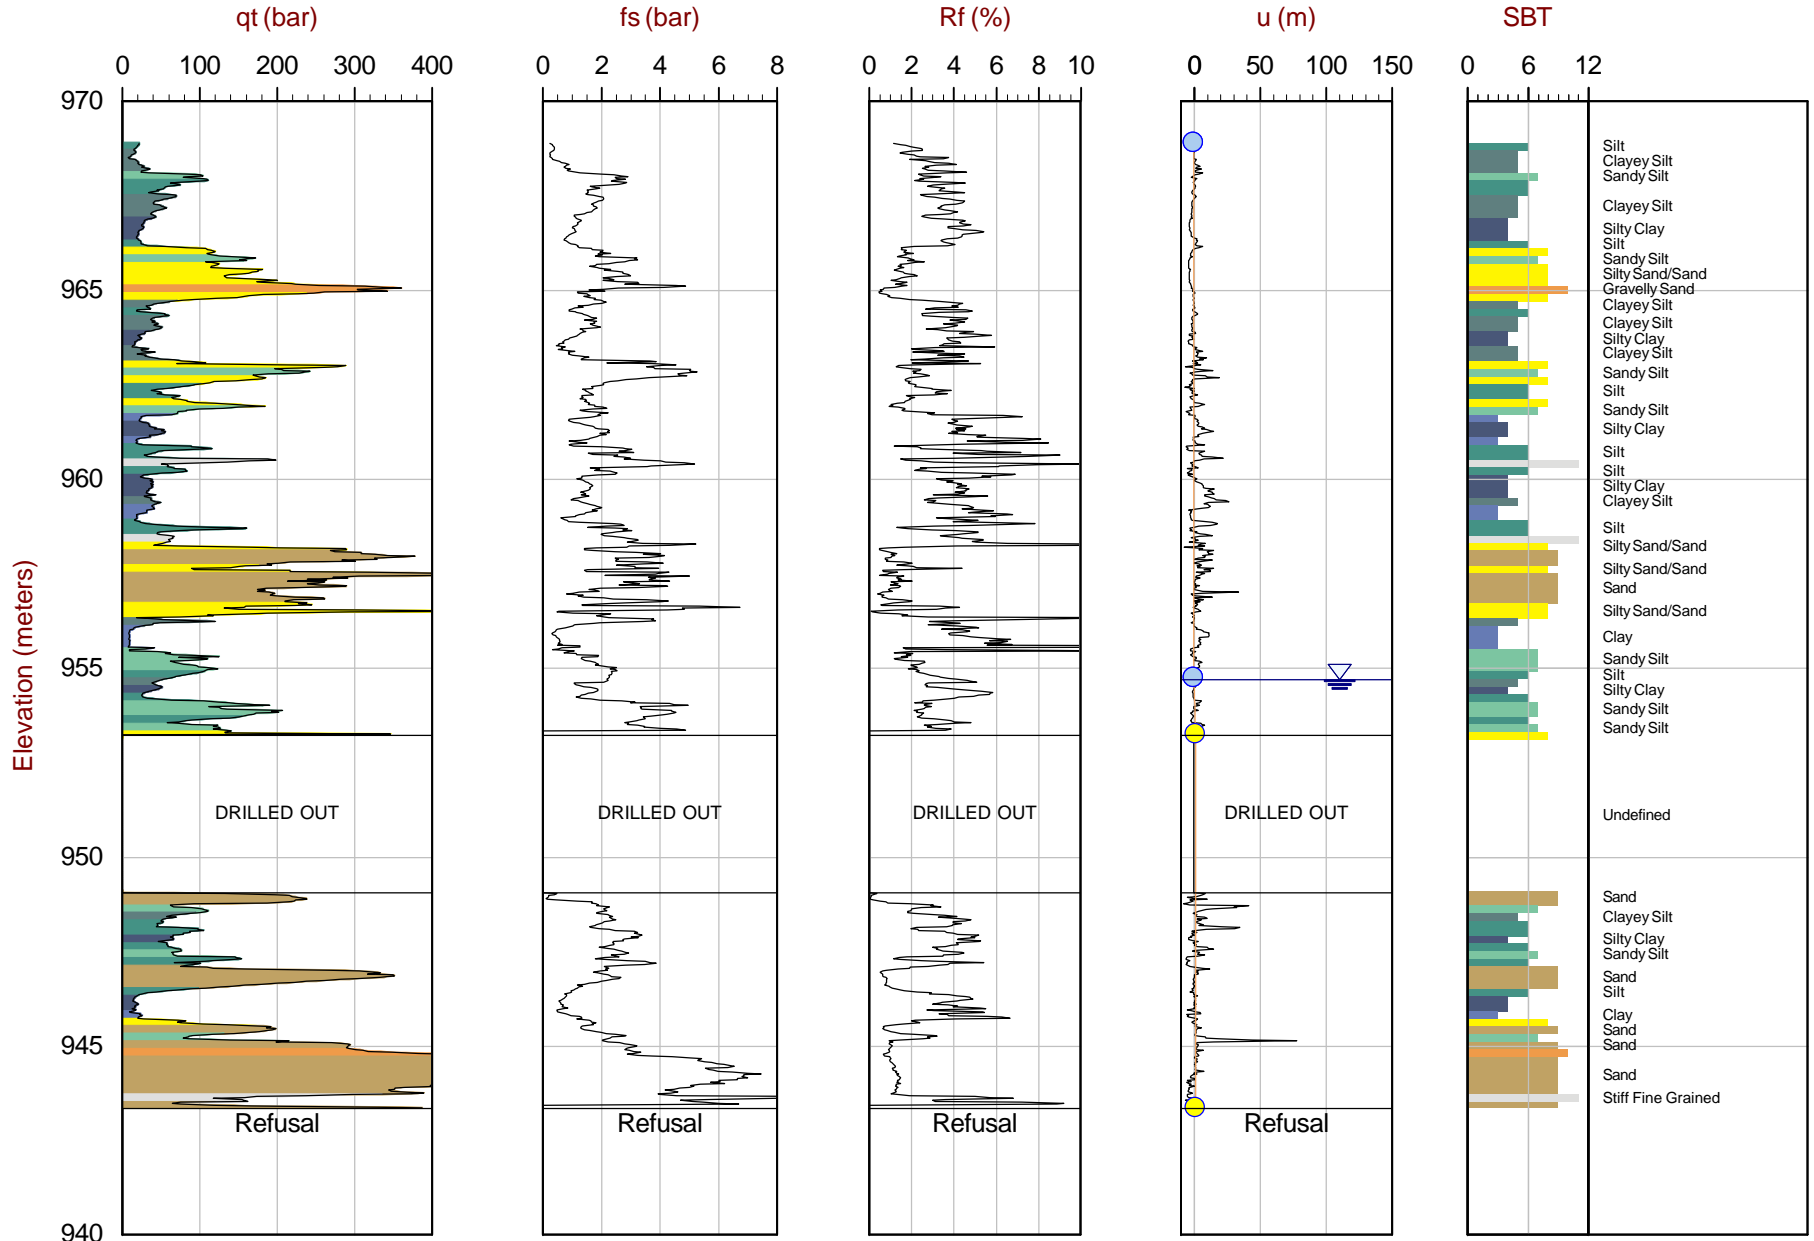 qt (bar) fs (bar) Rf (%) u (m) SBT
0 100 200 300 400 0 2 4 6 8 0 2 4 6 8 10 0 50 100 150 0 6 12
970
Silt
Clayey Silt
Sandy Silt
Clayey Silt
Silty Clay
Silt
Sandy Silt
Silty Sand/Sand
965
Gravelly Sand
Clayey Silt
Clayey Silt
Silty Clay
Clayey Silt
Sandy Silt
Silt
Sandy Silt
Silty Clay
Silt
Silt
960
Silty Clay
Clayey Silt
Silt
Silty Sand/Sand
Silty Sand/Sand
Sand
Silty Sand/Sand
Clay
Sandy Silt
955
Silt
Silty Clay
Sandy Silt
Sandy Silt
Elevation (meters)
DRILLED OUT DRILLED OUT DRILLED OUT DRILLED OUT Undefined
950
Sand
Clayey Silt
Silty Clay
Sandy Silt
Sand
Silt
Clay
Sand
945
Sand
Sand
Stiff Fine Grained
Refusal Refusal Refusal Refusal
940